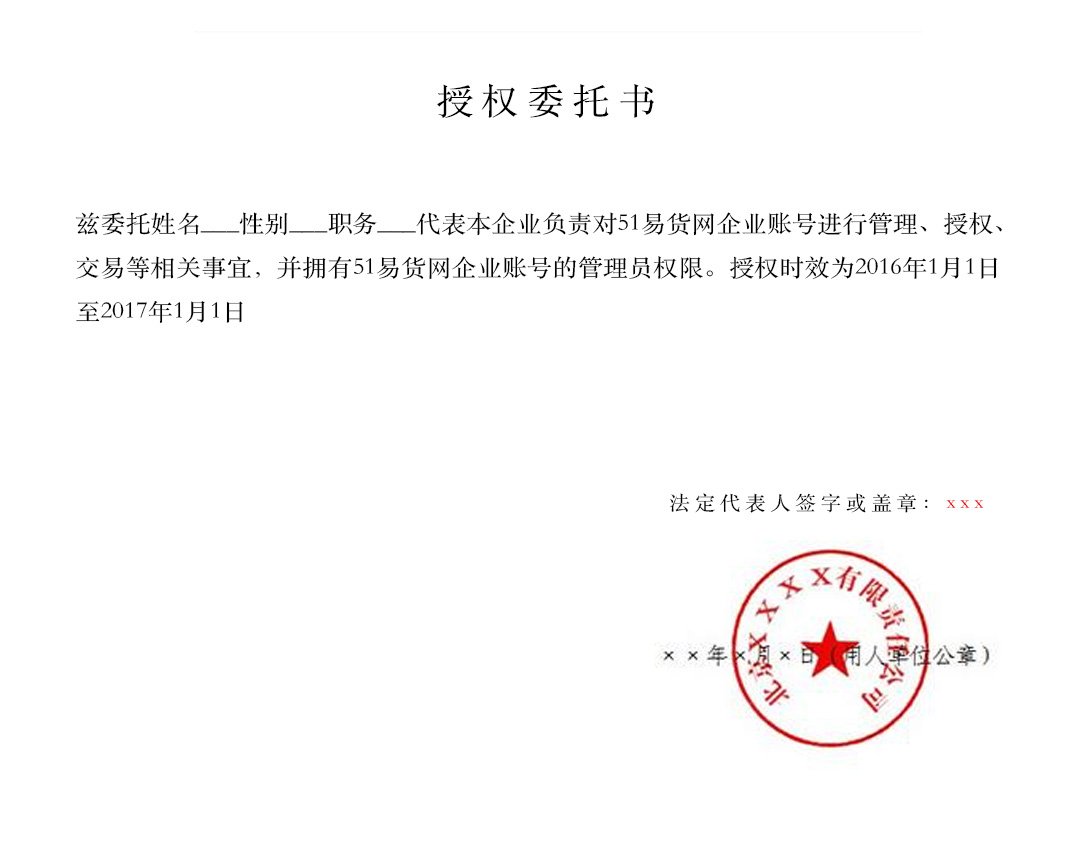 授权委托书
兹委托姓名___性别___职务___代表本企业负责对51易货网企业账号进行管理、授权、
交易等相关事宜，并拥有51易货网企业账号的管理员权限。授权时效为2016年1月1日
至2017年1月1日
法定代表人签字或盖章：xxx
北京XXXX有限责任公司
××年×月×日（用人单位公章）